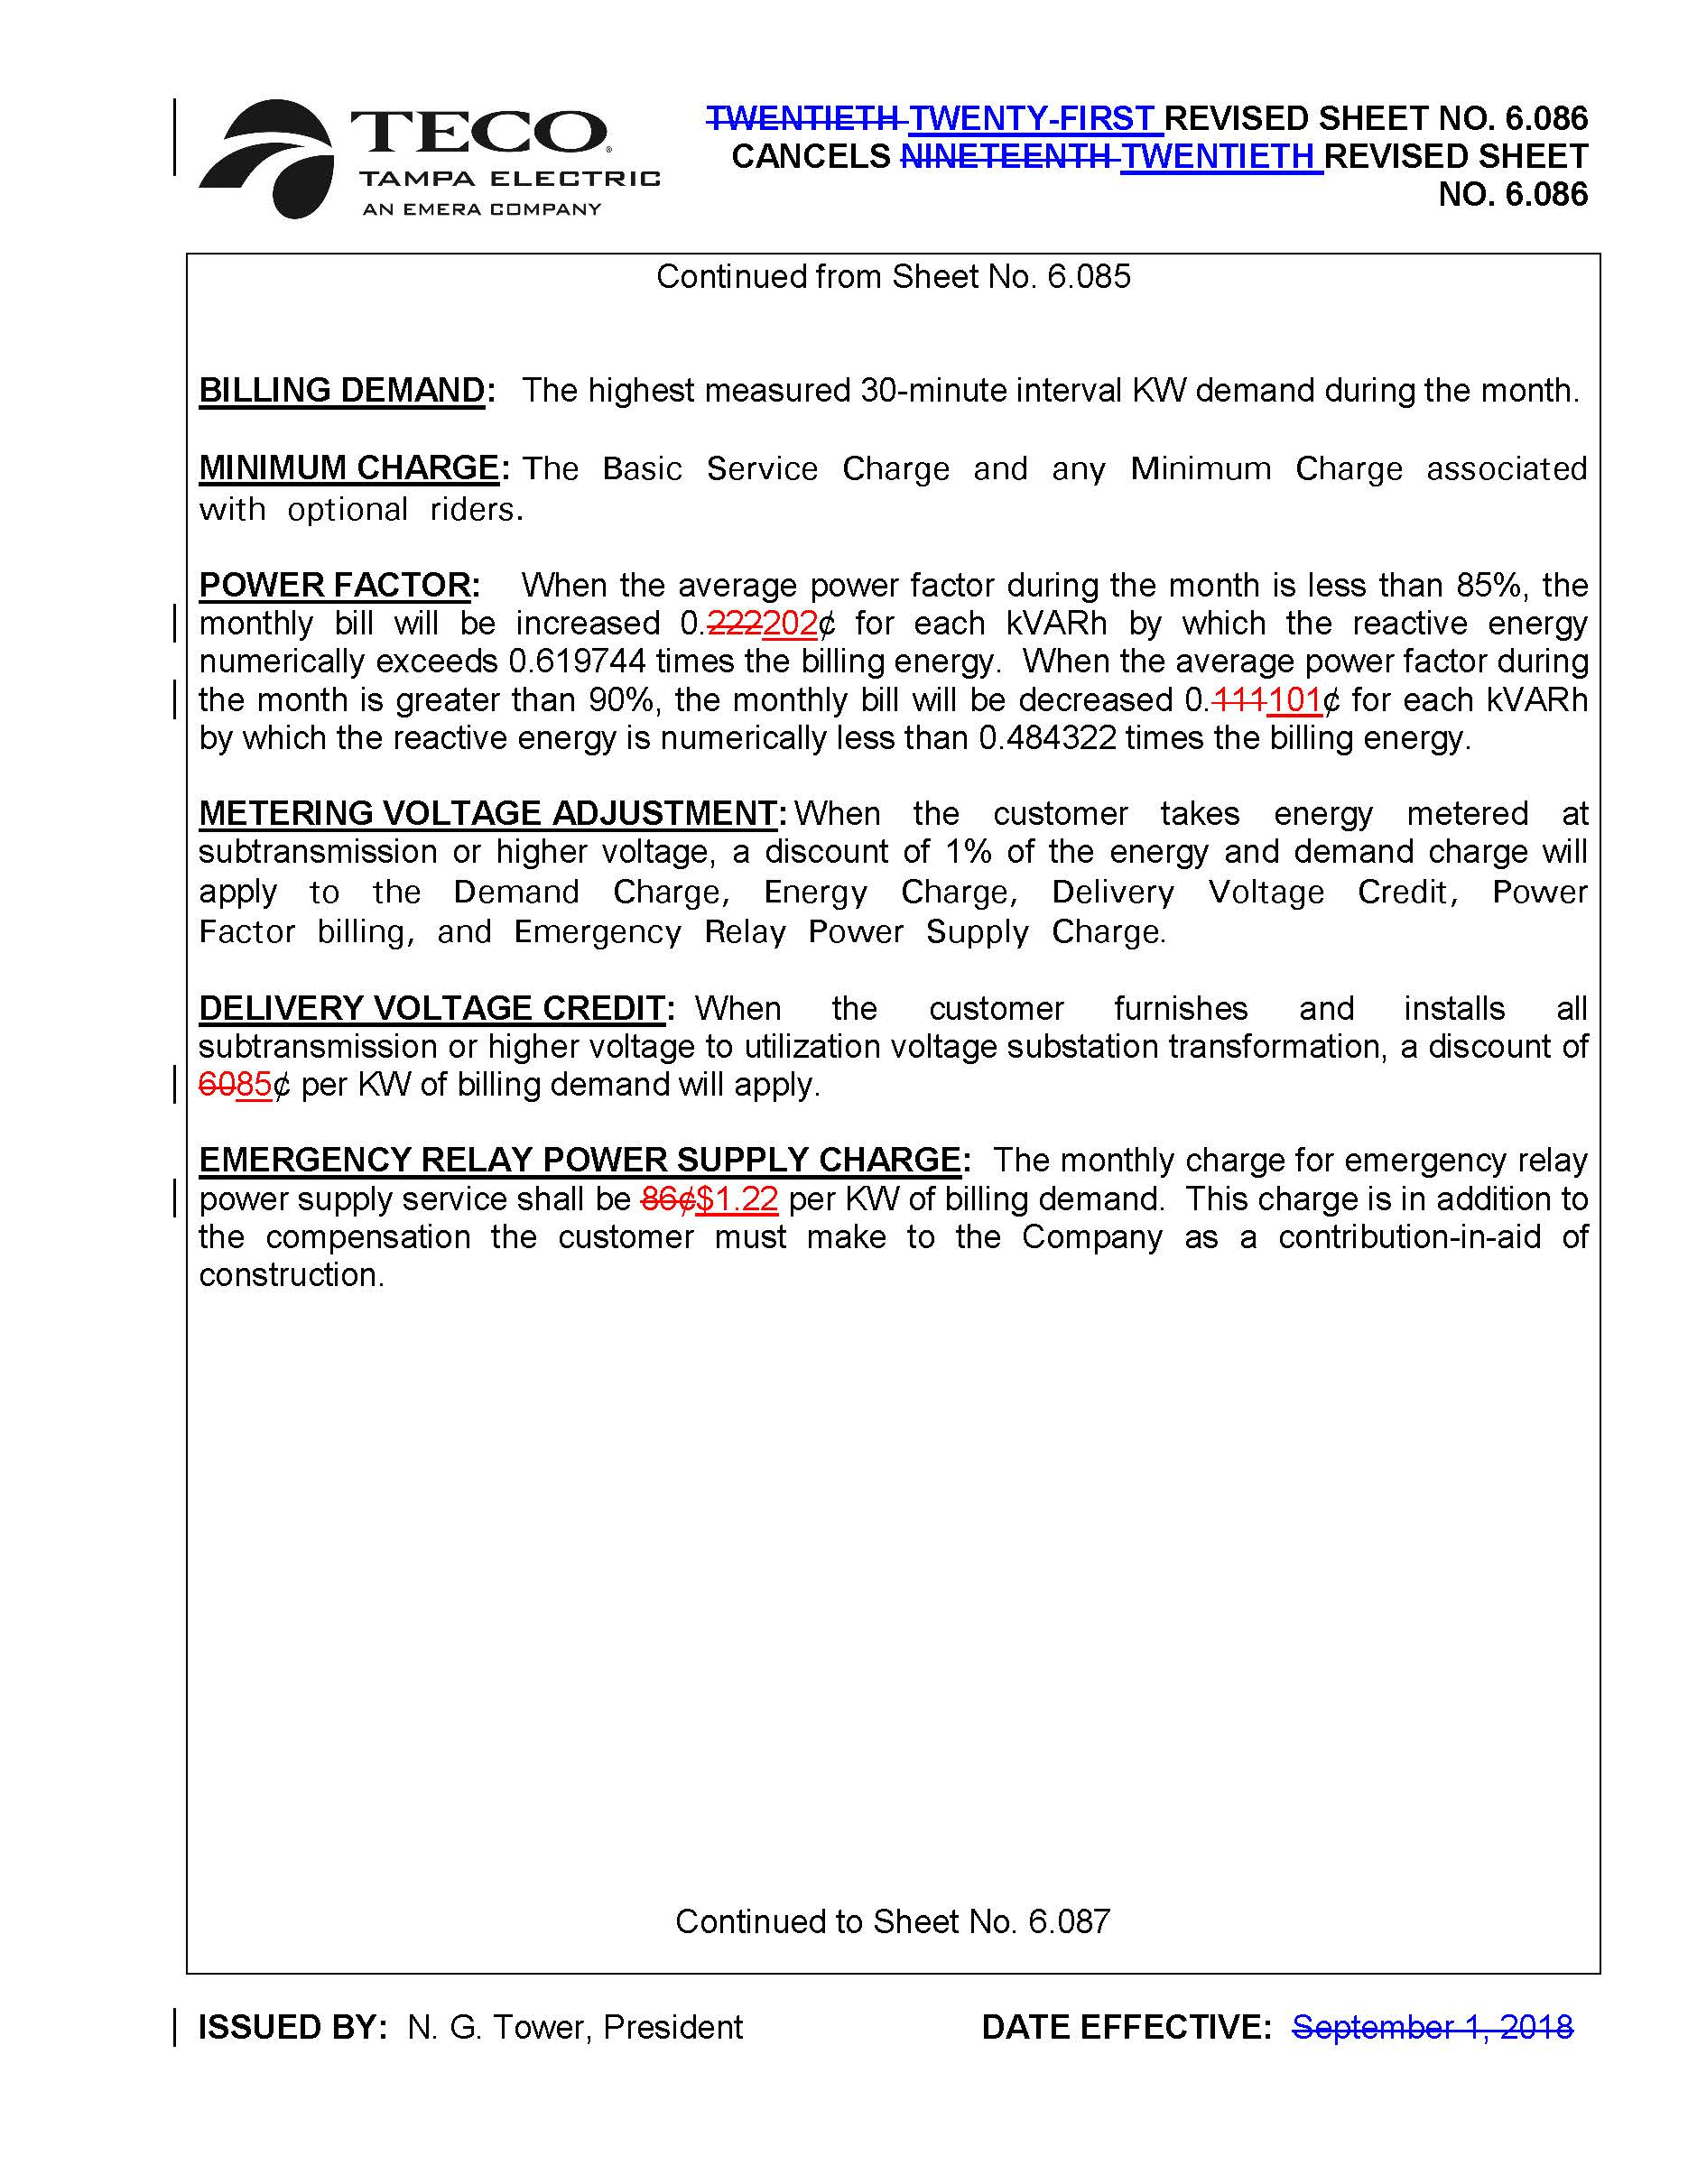 TECO®
TAMPA ELECTRIC
AN EMERA COMPANY
TWENTIETH TWENTY-FIRST REVISED SHEET NO. 6.086
CANCELS NINETEENTH TWENTIETH REVISED SHEET
NO. 6.086
Continued from Sheet No. 6.085
BILLING DEMAND: The highest measured 30-minute interval KW demand during the month.
MINIMUM CHARGE: The Basic Service Charge and any Minimum Charge associated
with optional riders.
POWER FACTOR: When the average power factor during the month is less than 85%, the
monthly bill will be increased 0.222202¢ for each kVARh by which the reactive energy
numerically exceeds 0.619744 times the billing energy. When the average power factor during
the month is greater than 90%, the monthly bill will be decreased 0.111101¢ for each kVARh
by which the reactive energy is numerically less than 0.484322 times the billing energy.
METERING VOLTAGE ADJUSTMENT: When the customer takes energy metered at
subtransmission or higher voltage, a discount of 1% of the energy and demand charge will
apply to the Demand Charge, Energy Charge, Delivery Voltage Credit, Power
Factor billing, and Emergency Relay Power Supply Charge.
DELIVERY VOLTAGE CREDIT: When the customer furnishes and installs all
subtransmission or higher voltage to utilization voltage substation transformation, a discount of
6085¢ per KW of billing demand will apply.
EMERGENCY RELAY POWER SUPPLY CHARGE: The monthly charge for emergency relay
power supply service shall be 86¢$1.22 per KW of billing demand. This charge is in addition to
the compensation the customer must make to the Company as a contribution-in-aid of
construction.
Continued to Sheet No. 6.087
ISSUED BY: N. G. Tower, President DATE EFFECTIVE: September 1, 2018